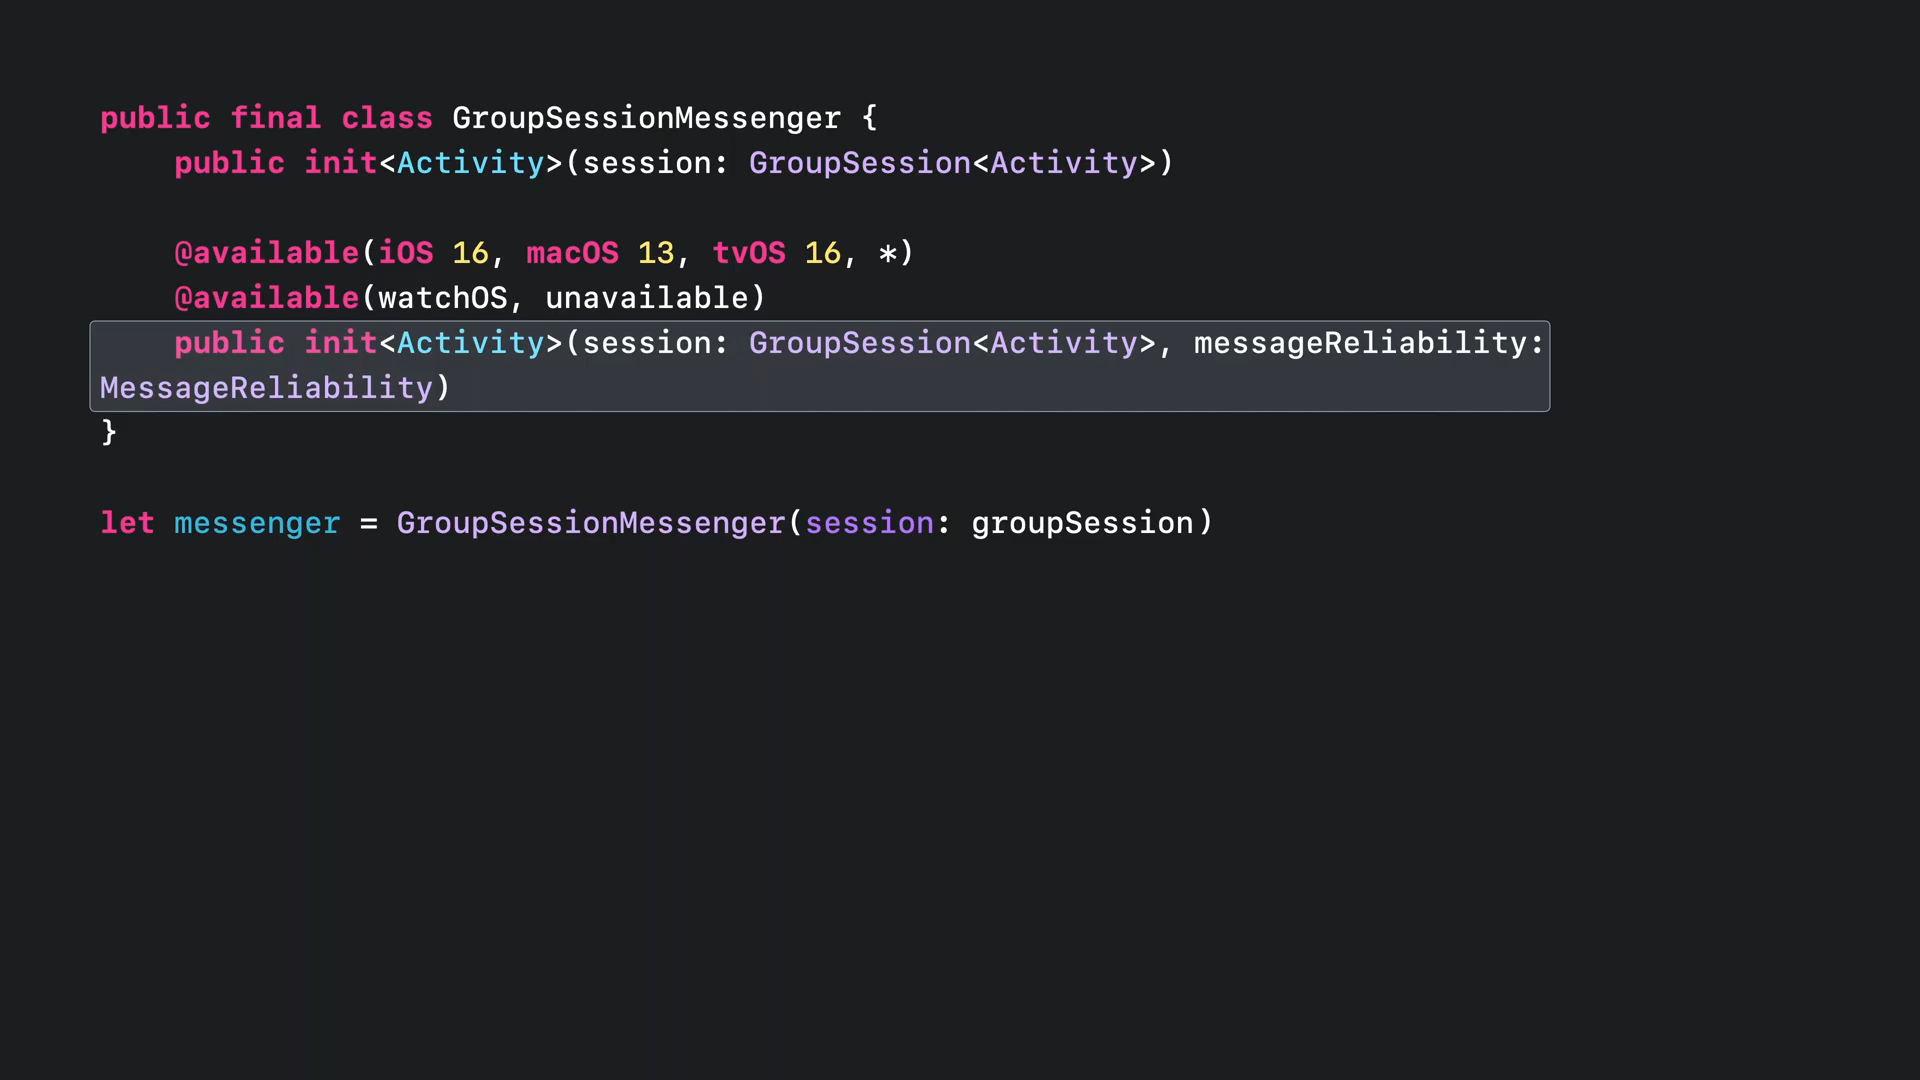 public final class GroupSessionMessenger {
    public init<Activity>(session: GroupSession<Activity>)

    @available(iOS 16, macOS 13, tvOS 16, *)
    @available(watchOS, unavailable)
    public init<Activity>(session: GroupSession<Activity>, messageReliability:
MessageReliability)
}

let messenger = GroupSessionMessenger(session: groupSession)